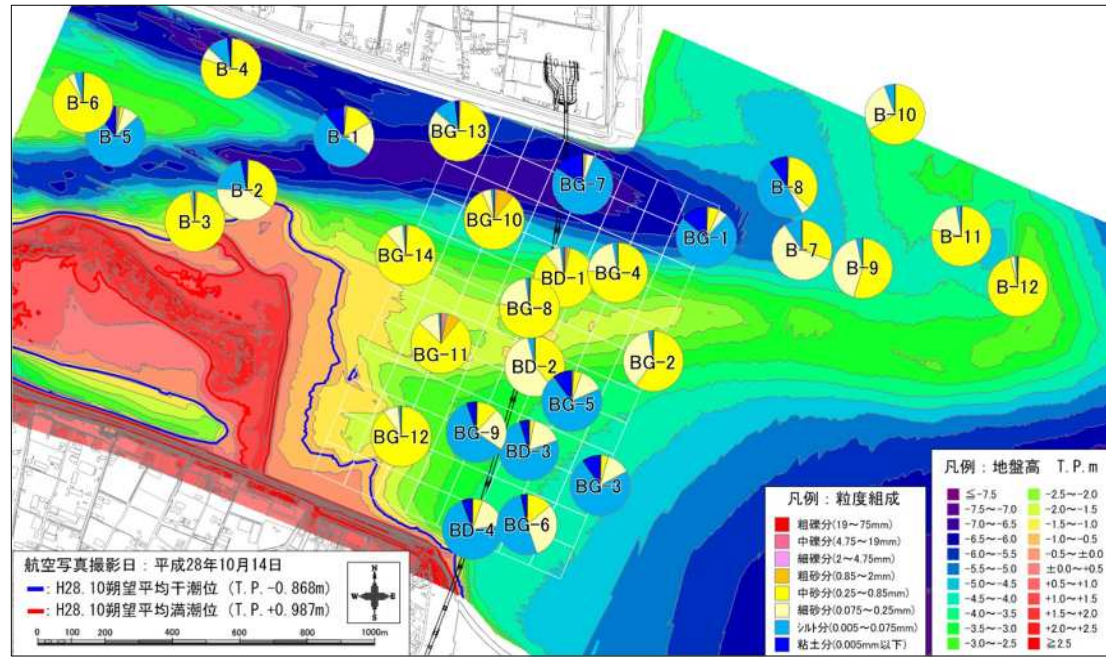 B-4
B-10
B-6
B-5
B-1
BG-13
BG-7
B-8
B-2
B-3
BG-10
BG-1
B-7
B-11
BG-14
BD-1
BG-4
B-9
B-12
BG-8
BG-11
BD-2
BG-2
BG-5
BG-12
BG-9
BD-3
BG-3
BD-4
BG-6
航空写真撮影日:平成28年10月14日
:H28.10朔望平均干潮位(T.P.-0.868m)
:H28.10朔望平均満潮位(T.P.+0.987m)
0 200 400 600 800 1000m
N
W E
S
凡例:粒度組成
粗礫分(19~75mm)
中礫分(4.75~19mm)
細礫分(2~4.75mm)
粗砂分(0.85~2mm)
中砂分(0.25~0.85mm)
細砂分(0.075~0.25mm)
シルト分(0.005~0.075mm)
粘土分(0.005mm以下)
凡例:地盤高 T.P.m
≦-7.5
-7.5~-7.0
-7.0~-6.5
-6.5~-6.0
-6.0~-5.5
-5.5~-5.0
-5.0~-4.5
-4.5~-4.0
-4.0~-3.5
-3.5~-3.0
-3.0~-2.5
-2.5~-2.0
-2.0~-1.5
-1.5~-1.0
-1.0~-0.5
-0.5~±0.0
±0.0~+0.5
+0.5~+1.0
+1.0~+1.5
+1.5~+2.0
+2.0~+2.5
≧2.5